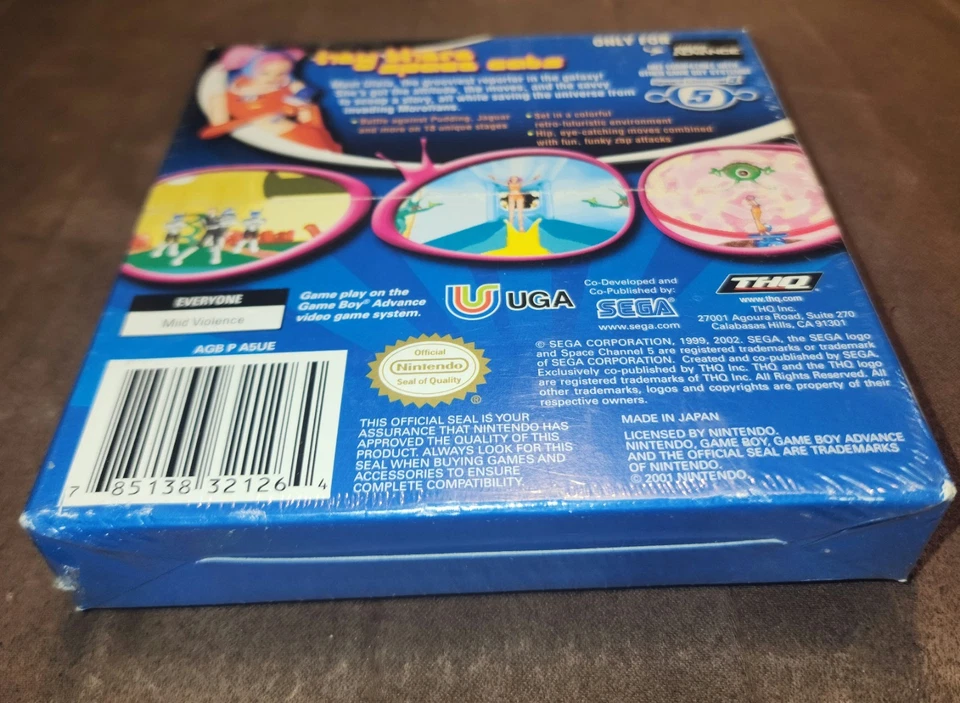 hey there
space cats
ONLY FOR
ADVANCE
5
reporter in the galaxy!
the moves, and the savvy
to scoop a story, all while saving the universe from
invading Morolians.
• Battle against Pudding, Jaguar
and more on 18 unique stages
• Set in a colorful
retro-futuristic environment
• Hip, eye-catching moves combined
with fun, funky zap attacks
EVERYONE
Mild Violence
Game play on the
Game Boy® Advance
video game system.
UGA
Co-Developed and
Co-Published by:
SEGA
www.sega.com
THQ
www.thq.com
THQ Inc.
27001 Agoura Road, Suite 270
Calabasas Hills, CA 91301
AGB P A5UE
7 85138 32126 4
Official
Nintendo
Seal of Quality
®
THIS OFFICIAL SEAL IS YOUR
ASSURANCE THAT NINTENDO HAS
APPROVED THE QUALITY OF THIS
PRODUCT. ALWAYS LOOK FOR THIS
SEAL WHEN BUYING GAMES AND
ACCESSORIES TO ENSURE
COMPLETE COMPATIBILITY.
© SEGA CORPORATION, 1999, 2002. SEGA, the SEGA logo
and Space Channel 5 are registered trademarks or trademark
of SEGA CORPORATION. Created and co-published by SEGA.
Exclusively co-published by THQ Inc. THQ and the THQ logo
are registered trademarks of THQ Inc. All Rights Reserved. All
other trademarks, logos and copyrights are property of their
respective owners.
MADE IN JAPAN
LICENSED BY NINTENDO.
NINTENDO, GAME BOY, GAME BOY ADVANCE
AND THE OFFICIAL SEAL ARE TRADEMARKS
OF NINTENDO.
© 2001 NINTENDO.